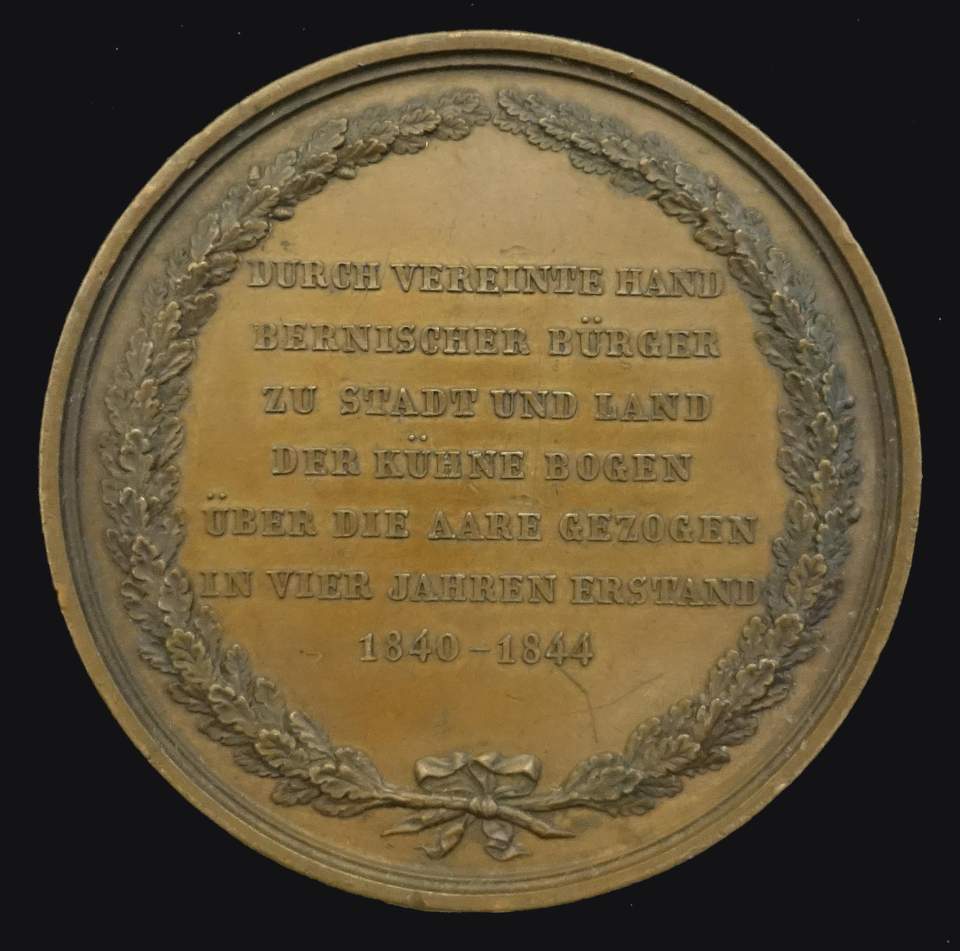 DURCH VEREINTE HAND
BERNISCHER BÜRGER
ZU STADT UND LAND
DER KÜHNE BOGEN
ÜBER DIE AARE GEZOGEN
IN VIER JAHREN ERSTAND
1840 – 1844